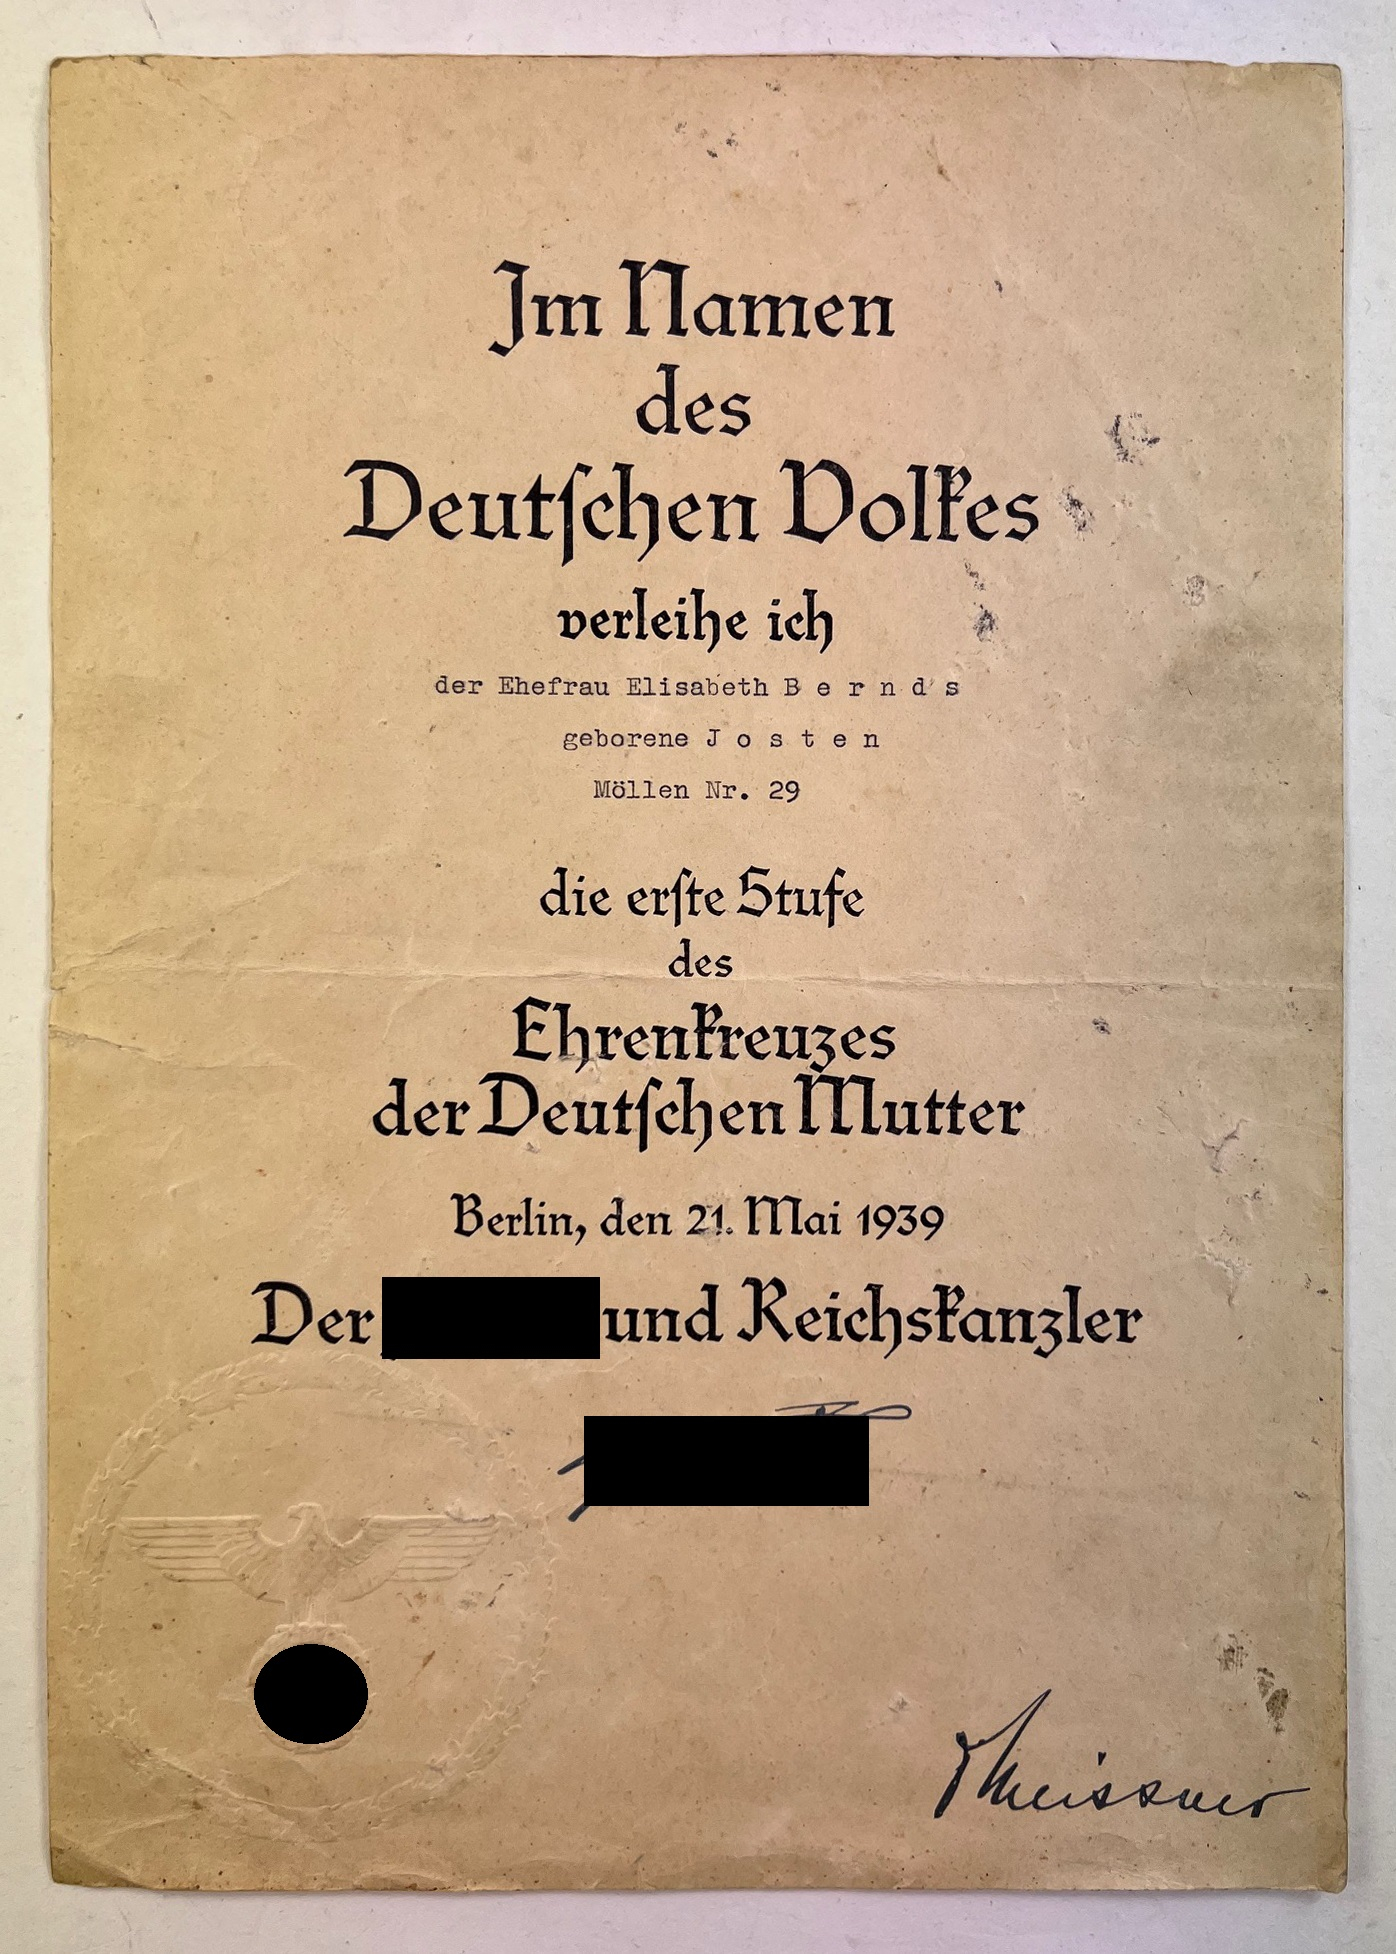 Im Namen
des
Deutſchen Volkes
verleihe ich
der Ehefrau Elisabeth B e r n d s
geborene J o s t e n
Möllen Nr. 29
die erſte Stufe
des
Ehrenkreuzes
der Deutſchen Mutter
Berlin, den 21. Mai 1939
Der und Reichskanzler
Meissner